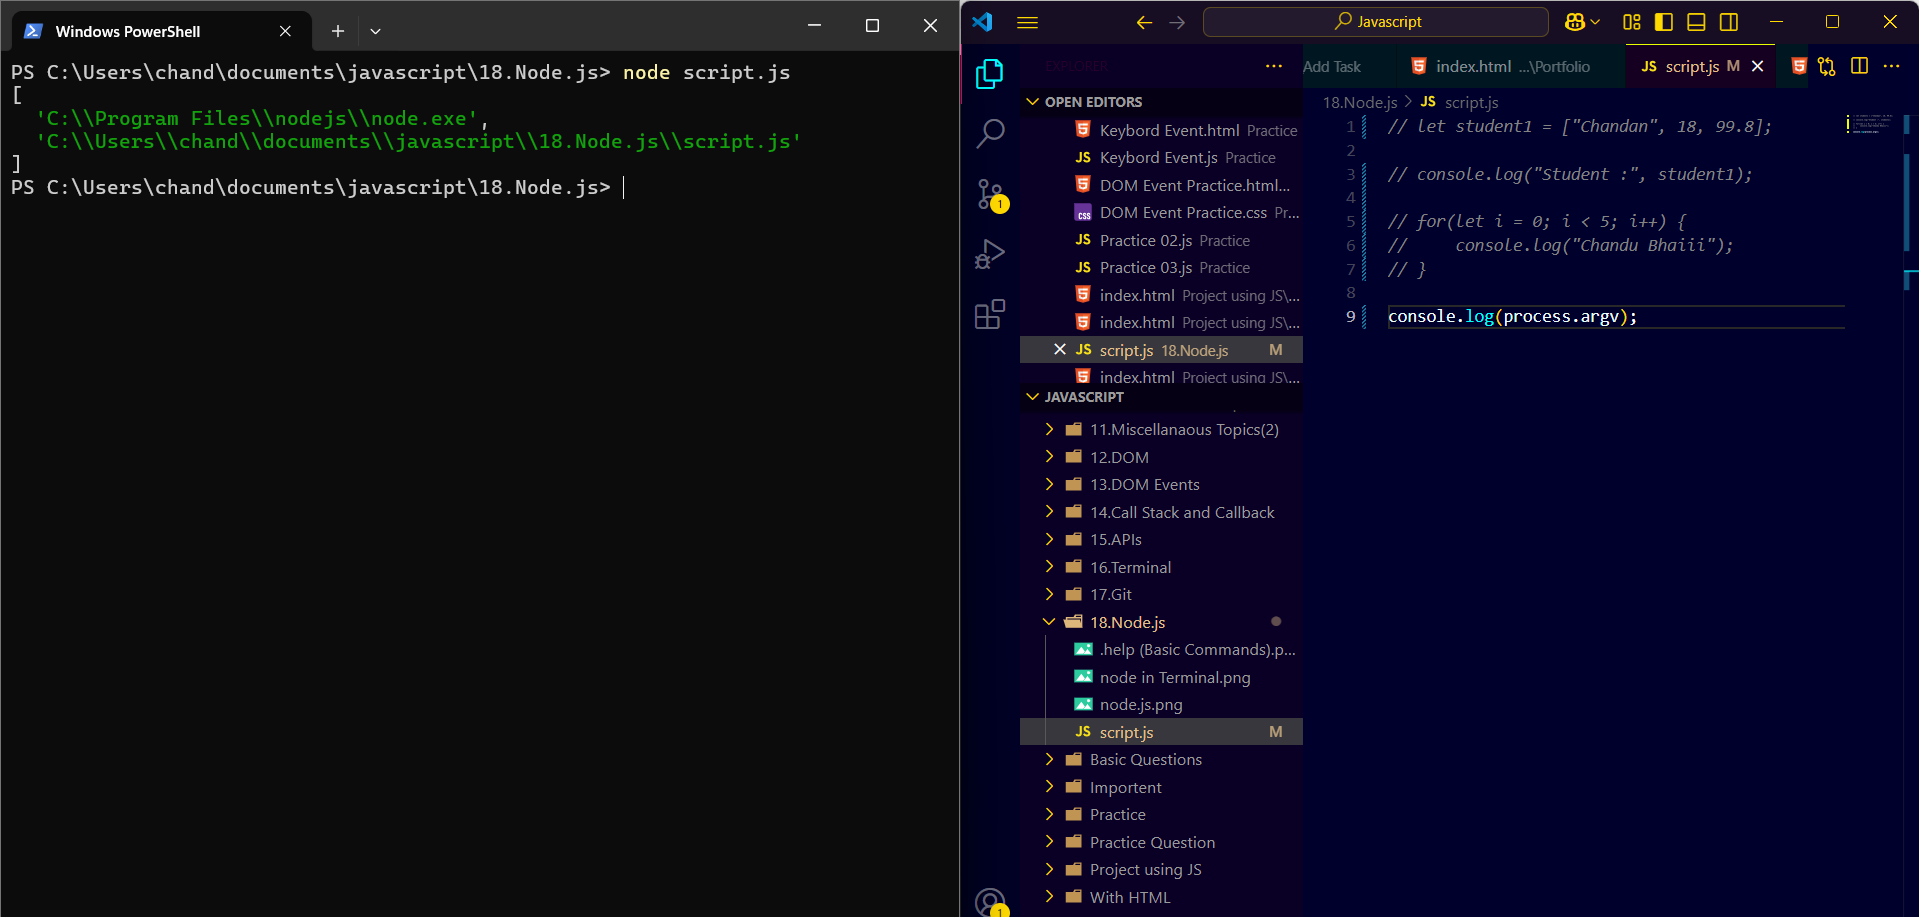 Windows PowerShell
PS C:\Users\chand\documents\javascript\18.Node.js> node script.js
[
  'C:\\Program Files\\nodejs\\node.exe',
  'C:\\Users\\chand\\documents\\javascript\\18.Node.js\\script.js'
]
PS C:\Users\chand\documents\javascript\18.Node.js>
Javascript
EXPLORER
Add Task
index.html ...\Portfolio
JS script.js M
OPEN EDITORS
Keybord Event.html Practice
JS Keybord Event.js Practice
DOM Event Practice.html...
css DOM Event Practice.css Pr...
JS Practice 02.js Practice
JS Practice 03.js Practice
index.html Project using JS\...
index.html Project using JS\...
JS script.js 18.Node.js M
index.html Project using JS\...
JAVASCRIPT
11.Miscellanaous Topics(2)
12.DOM
13.DOM Events
14.Call Stack and Callback
15.APIs
16.Terminal
17.Git
18.Node.js
.help (Basic Commands).p...
node in Terminal.png
node.js.png
JS script.js M
Basic Questions
Importent
Practice
Practice Question
Project using JS
With HTML
1
1
18.Node.js > JS script.js
1 // let student1 = ["Chandan", 18, 99.8];
2
3 // console.log("Student :", student1);
4
5 // for(let i = 0; i < 5; i++) {
6 //     console.log("Chandu Bhaiii");
7 // }
8
9 console.log(process.argv);